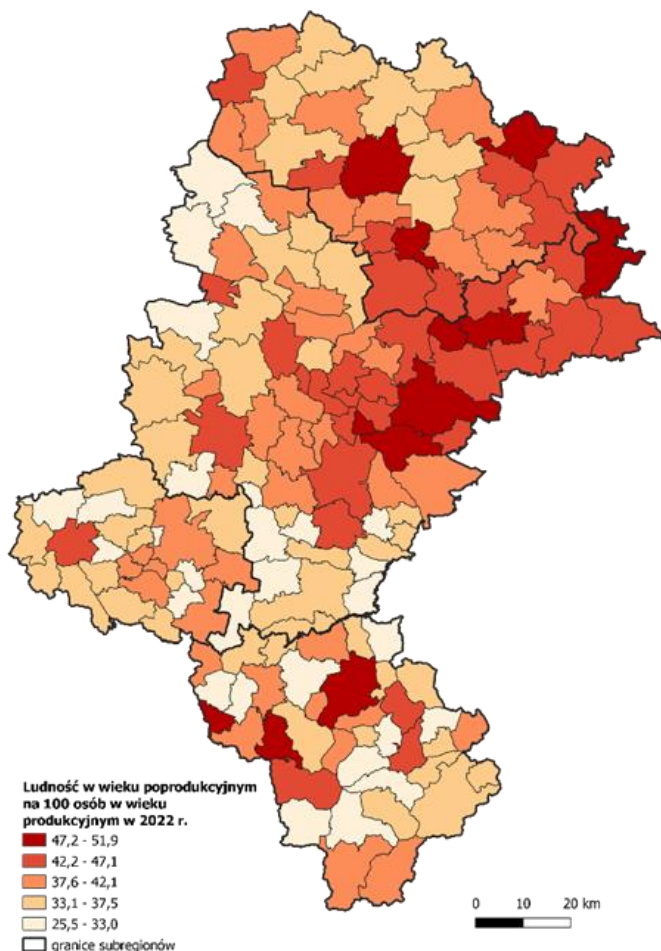 Ludność w wieku poprodukcyjnym
na 100 osób w wieku
produkcyjnym w 2022 r.
47,2 - 51,9
42,2 - 47,1
37,6 - 42,1
33,1 - 37,5
25,5 - 33,0
granice subregionów
0 10 20 km